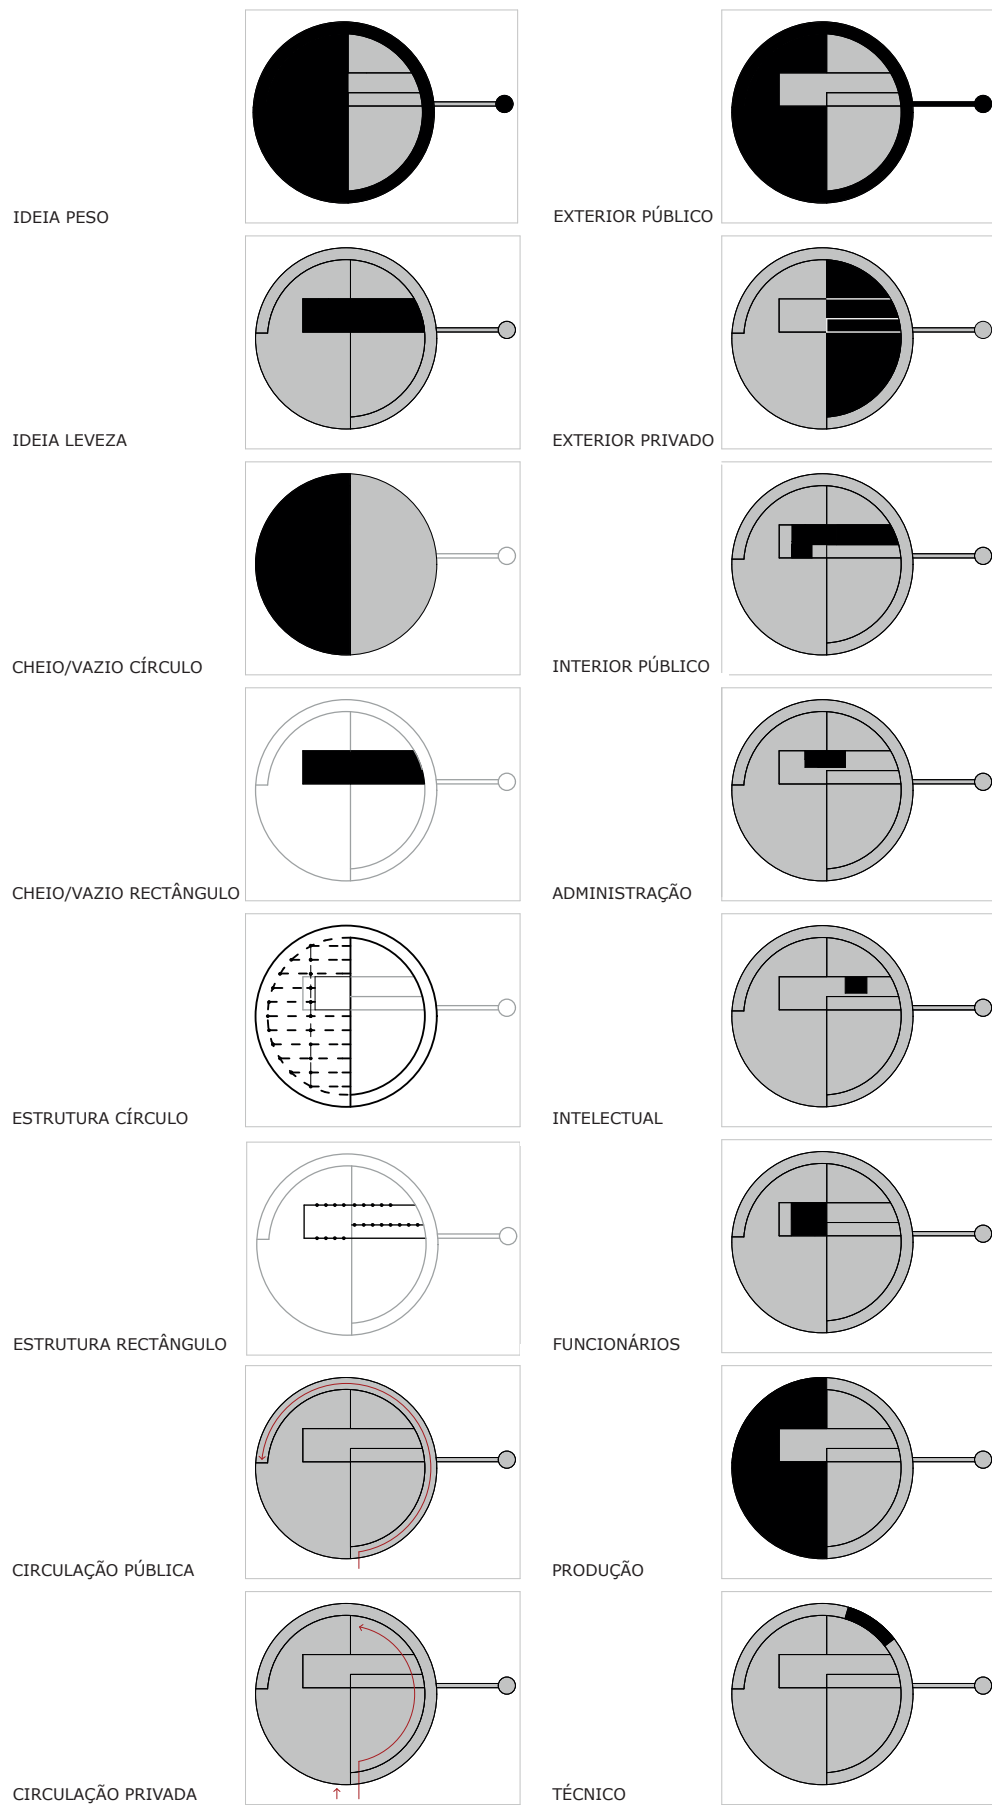 IDEIA PESO
EXTERIOR PÚBLICO
IDEIA LEVEZA
EXTERIOR PRIVADO
CHEIO/VAZIO CÍRCULO
INTERIOR PÚBLICO
CHEIO/VAZIO RECTÂNGULO
ADMINISTRAÇÃO
ESTRUTURA CÍRCULO
INTELECTUAL
ESTRUTURA RECTÂNGULO
FUNCIONÁRIOS
CIRCULAÇÃO PÚBLICA
PRODUÇÃO
CIRCULAÇÃO PRIVADA
TÉCNICO